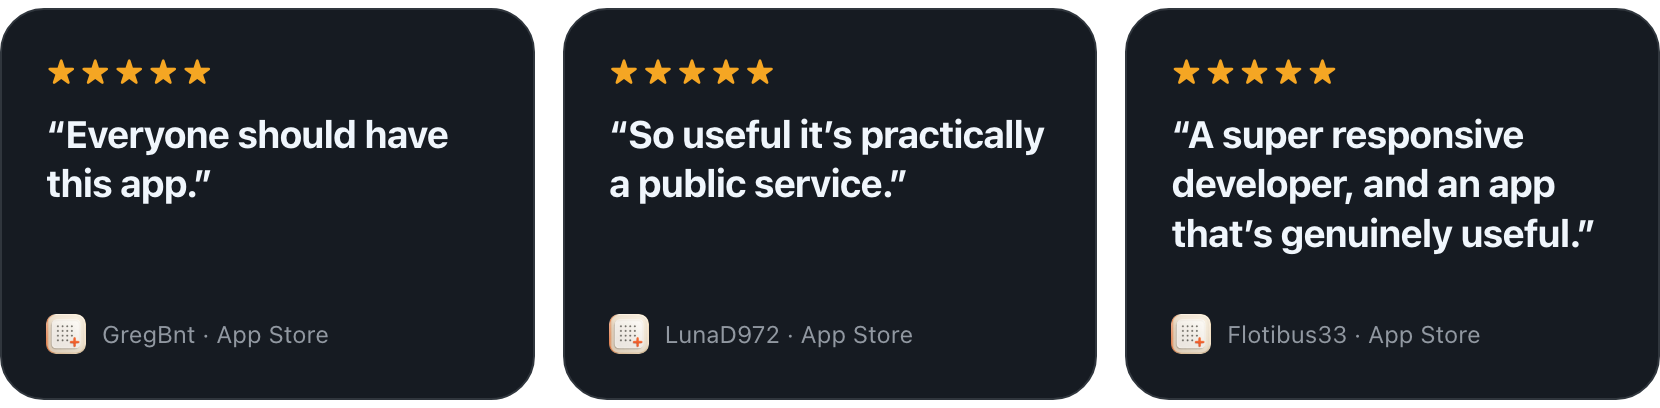 “Everyone should have
this app.”
GregBnt · App Store
“So useful it’s practically
a public service.”
LunaD972 · App Store
“A super responsive
developer, and an app
that’s genuinely useful.”
Flotibus33 · App Store